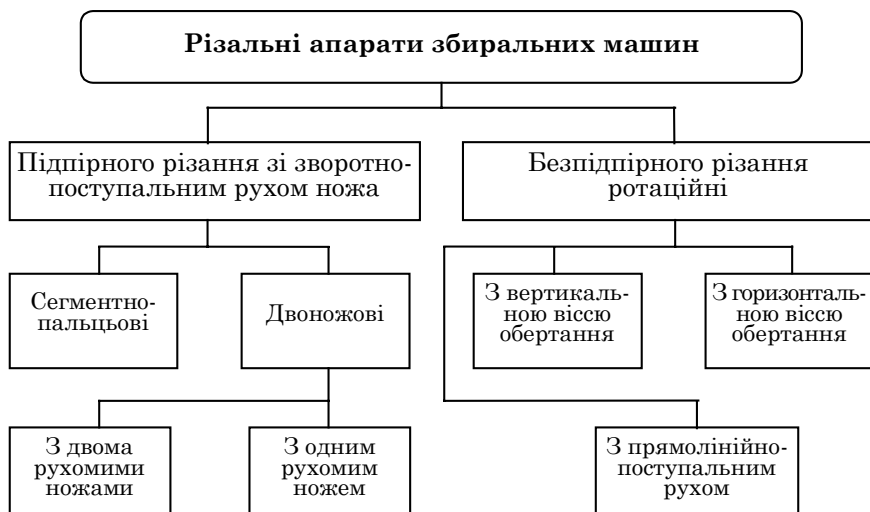 Різальні апарати збиральних машин
Підпірного різання зі зворотно-
поступальним рухом ножа
Безпідпірного різання
ротаційні
Сегментно-
пальцьові
Двоножові
З вертикаль-
ною віссю
обертання
З горизонталь-
ною віссю
обертання
З двома
рухомими
ножами
З одним
рухомим
ножем
З прямолінійно-
поступальним
рухом